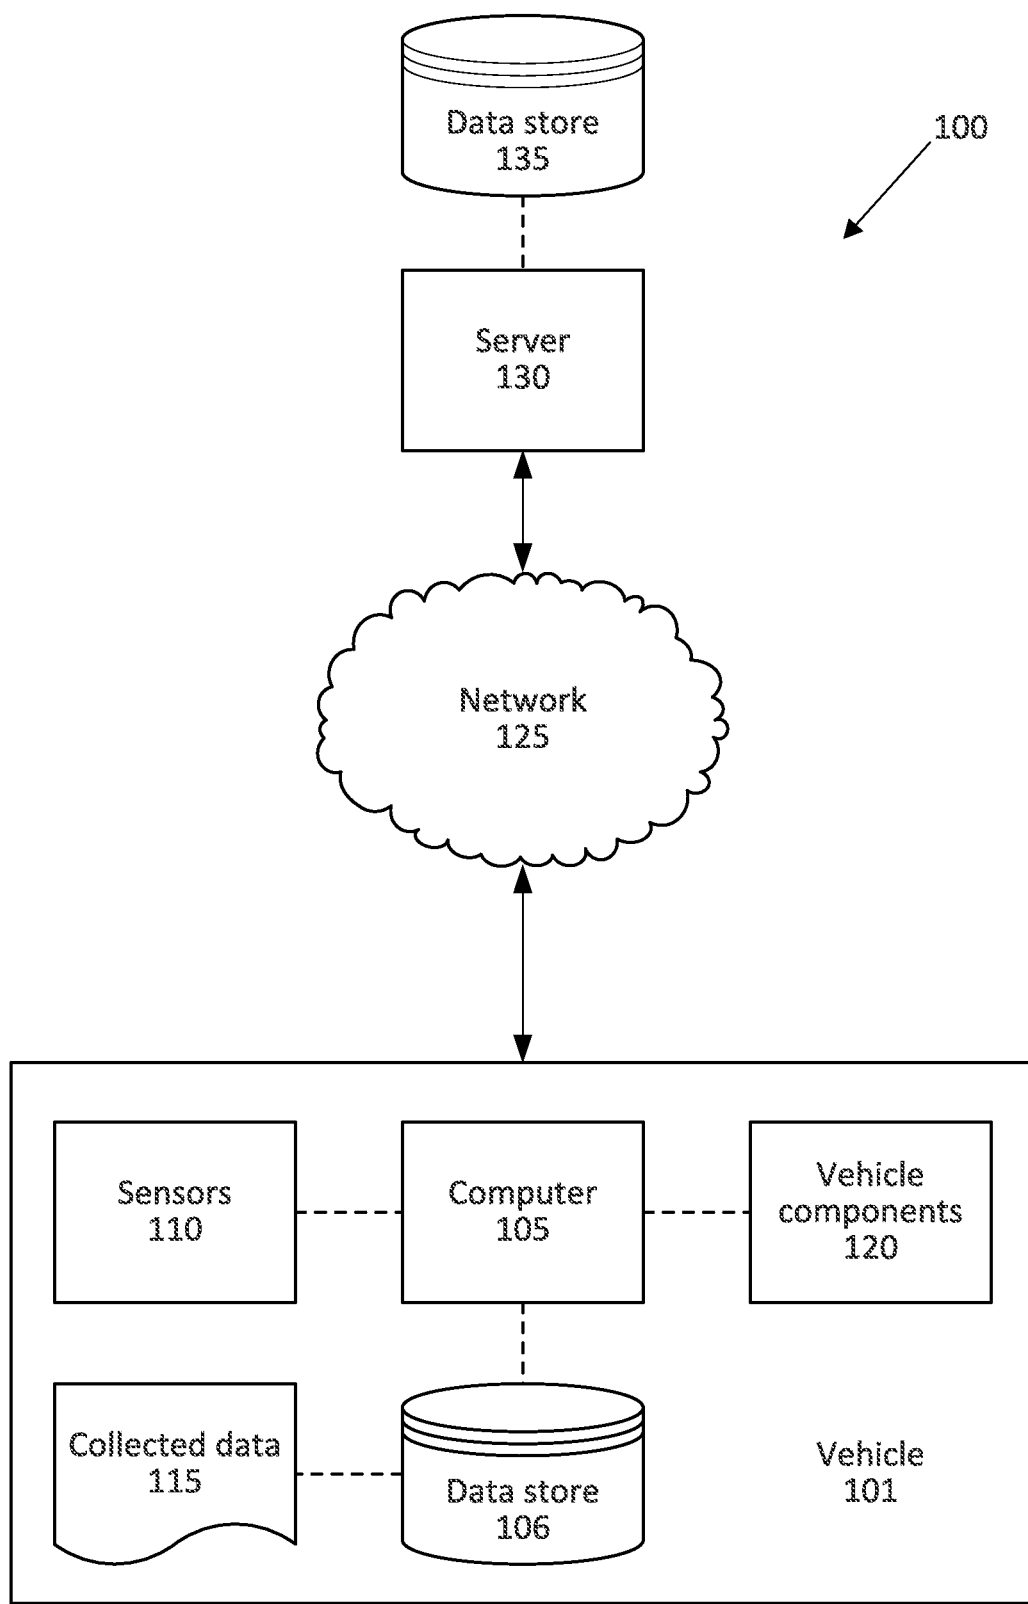 Data store
135
100
Server
130
Network
125
Sensors
110
Computer
105
Vehicle
components
120
Collected data
115
Data store
106
Vehicle
101